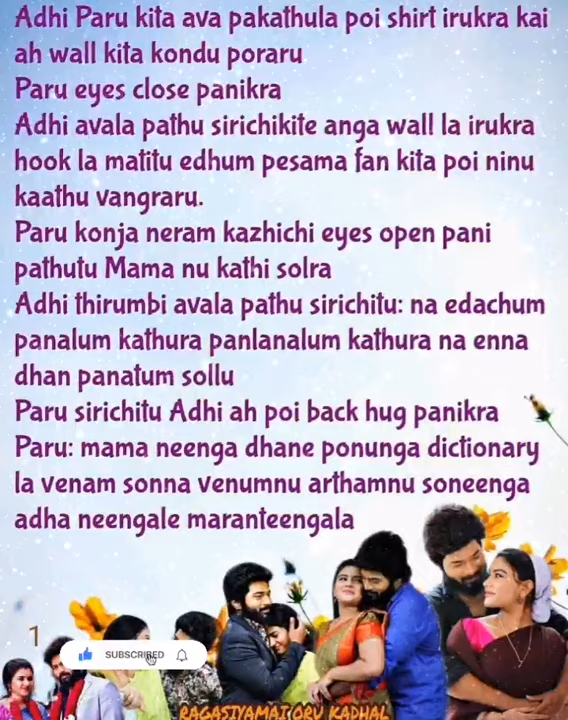 Adhi Paru kita ava pakathula poi shirt irukra kai
ah wall kita kondu poraru
Paru eyes close panikra
Adhi avala pathu sirichikite anga wall la irukra
hook la matitu edhum pesama fan kita poi ninu
kaathu vangraru.
Paru konja neram kazhichi eyes open pani
pathutu Mama nu kathi solra
Adhi thirumbi avala pathu sirichitu: na edachum
panalum kathura panlanalum kathura na enna
dhan panatum sollu
Paru sirichitu Adhi ah poi back hug panikra
Paru: mama neenga dhane ponunga dictionary
la venam sonna venumnu arthamnu soneenga
adha neengale maranteengala
1
SUBSCRIBED
RAGASIYAMAI ORU KADHAL